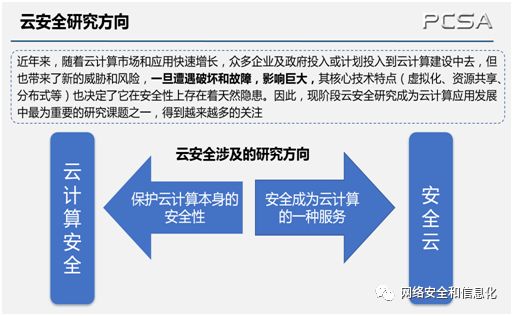 云安全研究方向
PCSA
近年来，随着云计算市场和应用快速增长，众多企业及政府投入或计划投入到云计算建设中去，但
也带来了新的威胁和风险，一旦遭遇破坏和故障，影响巨大，其核心技术特点（虚拟化、资源共享、
分布式等）也决定了它在安全性上存在着天然隐患。因此，现阶段云安全研究成为云计算应用发展
中最为重要的研究课题之一，得到越来越多的关注
云安全涉及的研究方向
云计算安全
保护云计算本身的
安全性
安全成为云计算
的一种服务
安全云
网络安全和信息化